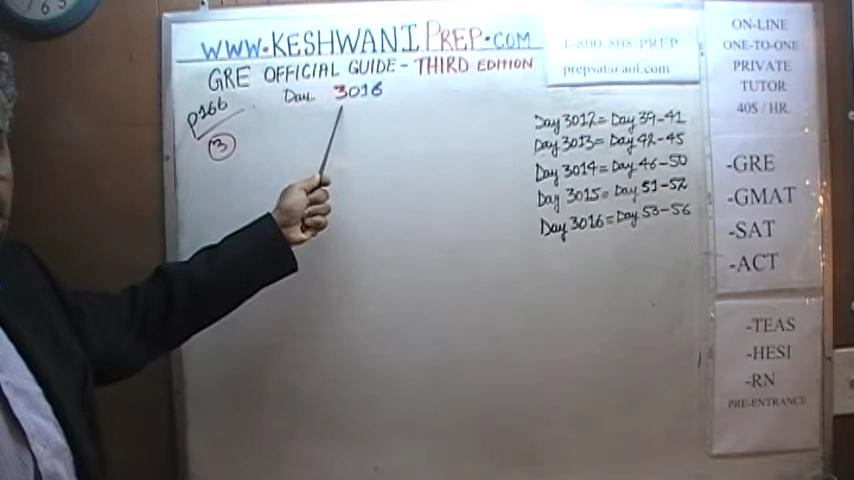 WWW.KESHWANIPREP.COM
GRE OFFICIAL GUIDE - THIRD EDITION
Day 3016
P166
3
1-800-808-PREP
prepsat@aol.com
Day 3012 = Day 39-41
Day 3013 = Day 42-45
Day 3014 = Day 46-50
Day 3015 = Day 51-52
Day 3016 = Day 53-56
ON-LINE
ONE-TO-ONE
PRIVATE
TUTOR
40$ / HR.
-GRE
-GMAT
-SAT
-ACT
-TEAS
-HESI
-RN
PRE-ENTRANCE